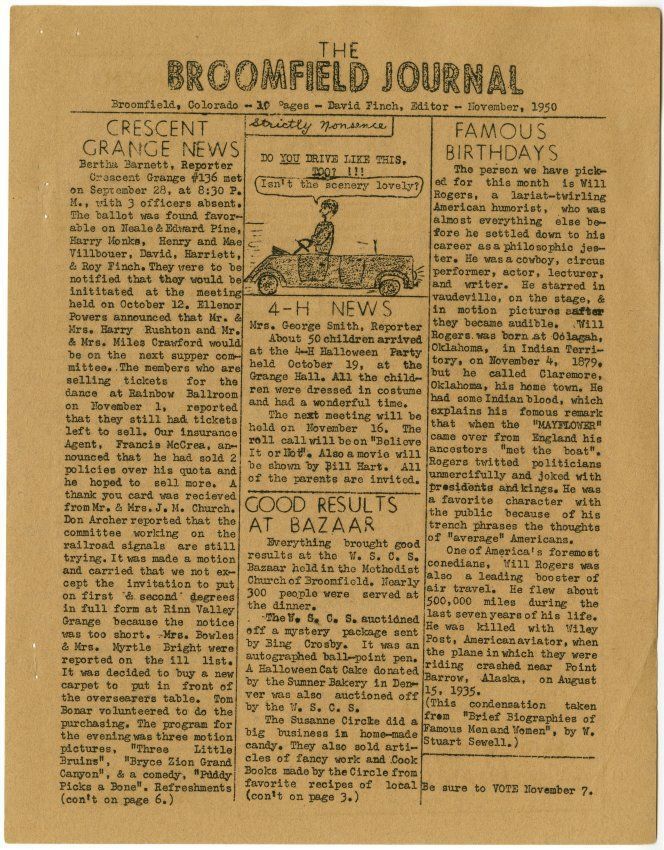 THE
BROOMFIELD JOURNAL
Broomfield, Colorado - 10 Pages - David Finch, Editor - November, 1950
CRESCENT
GRANGE NEWS
Bertha Barnett, Reporter
Crescent Grange #136 met
on September 28, at 8:30 P.
M., with 3 officers absent.
The ballot was found favor-
able on Neale & Edward Pine,
Harry Monks, Henry and Mae
Villbouer, David, Harriett,
& Roy Finch. They were to be
notified that they would be
inititated at the meeting
held on October 12. Ellenor
Powers announced that Mr. &
Mrs. Harry Rushton and Mr.
& Mrs. Miles Crawford would
be on the next supper com-
mittee. The members who are
selling tickets for the
dance at Rainbow Ballroom
on November 1, reported
that they still had tickets
left to sell. Our insurance
Agent, Francis McCrea, an-
nounced that he had sold 2
policies over his quota and
he hoped to sell more. A
thank you card was recieved
from Mr. & Mrs. J. M. Church.
Don Archer reported that the
committee working on the
railroad signals are still
trying. It was made a motion
and carried that we not ex-
cept the invitation to put
on first & second degrees
in full form at Rinn Valley
Grange because the notice
was too short. Mrs. Bowles
& Mrs. Myrtle Bright were
reported on the ill list.
It was decided to buy a new
carpet to put in front of
the oversearers table. Tom
Bonar volunteered to do the
purchasing. The program for
the evening was three motion
pictures, "Three Little
Bruins", "Bryce Zion Grand
Canyon", & a comedy, "Puddy
Picks a Bone". Refreshments
(con't on page 6.)
Strictly Nonsence
DO YOU DRIVE LIKE THIS,
TOO? !!!
Isn't the scenery lovely?
4-H NEWS
Mrs. George Smith, Reporter
About 50 children arrived
at the 4-H Halloween Party
held October 19, at the
Grange Hall. All the child-
ren were dressed in costume
and had a wonderful time.
The next meeting will be
held on November 16. The
roll call will be on "Believe
It or Not". Also a movie will
be shown by Bill Hart. All
of the parents are invited.
GOOD RESULTS
AT BAZAAR
Everything brought good
results at the W. S. C. S.
Bazaar held in the Methodist
Church of Broomfield. Nearly
300 people were served at
the dinner.
The W. S. C. S. auctidned
off a mystery package sent
by Bing Crosby. It was an
autographed ball-point pen.
A Halloween Cat Cake donated
by the Sumner Bakery in Den-
ver was also auctioned off
by the W. S. C. S.
The Susanne Circle did a
big business in home-made
candy. They also sold arti-
cles of fancy work and Cook
Books made by the Circle from
favorite recipes of local
(con't on page 3.)
FAMOUS
BIRTHDAYS
The person we have pick-
ed for this month is Will
Rogers, a lariat-twirling
American humorist, who was
almost everything else be-
fore he settled down to his
career as a philosophic jes-
ter. He was a cowboy, circus
performer, actor, lecturer,
and writer. He starred in
vaudeville, on the stage, &
in motion pictures after
they became audible. Will
Rogers was born at Oolagah,
Oklahoma, in Indian Terri-
tory, on November 4, 1879,
but he called Claremore,
Oklahoma, his home town. He
had some Indian blood, which
explains his fomous remark
that when the "MAYFLOWER"
came over from England his
ancestors "met the boat".
Rogers twitted politicians
unmercifully and joked with
presidents and kings. He was
a favorite character with
the public because of his
trench phrases the thoughts
of "average" Americans.
One of America's foremost
conedians, Will Rogers was
also a leading booster of
air travel. He flew about
500,000 miles during the
last seven years of his life.
He was killed with Wiley
Post, American aviator, when
the plane in which they were
riding crashed near Point
Barrow, Alaska, on August
15, 1935.
(This condensation taken
from "Brief Biographies of
Famous Men and Women", by W.
Stuart Sewell.)
Be sure to VOTE November 7.